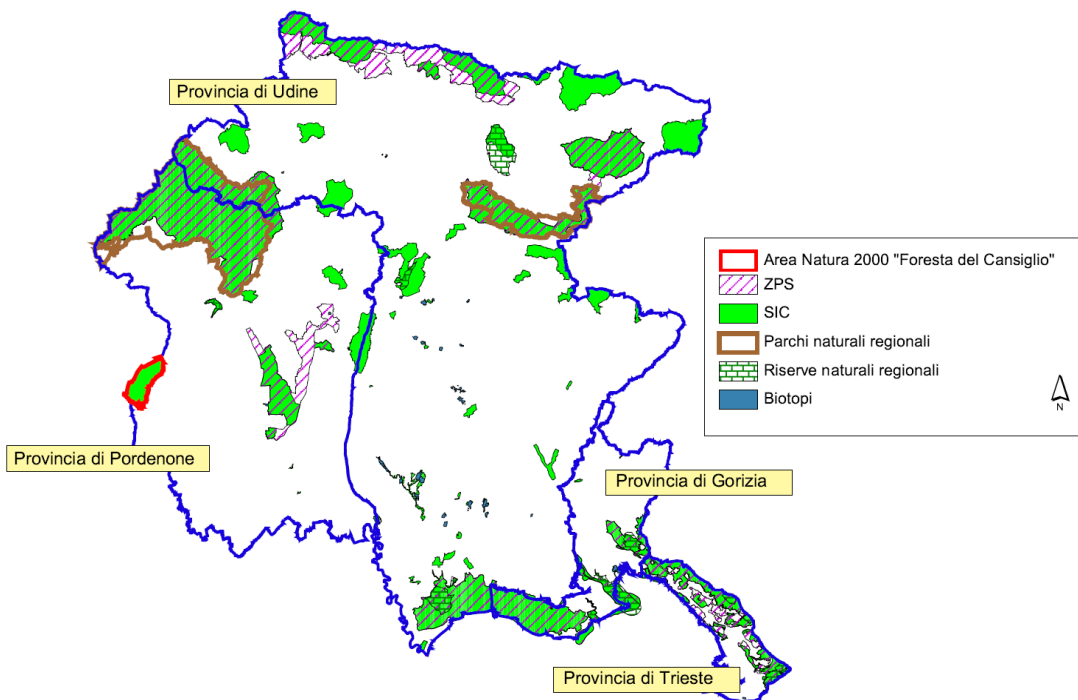 Provincia di Udine
Area Natura 2000 "Foresta del Cansiglio"
ZPS
SIC
Parchi naturali regionali
Riserve naturali regionali
Biotopi
N
Provincia di Pordenone
Provincia di Gorizia
Provincia di Trieste